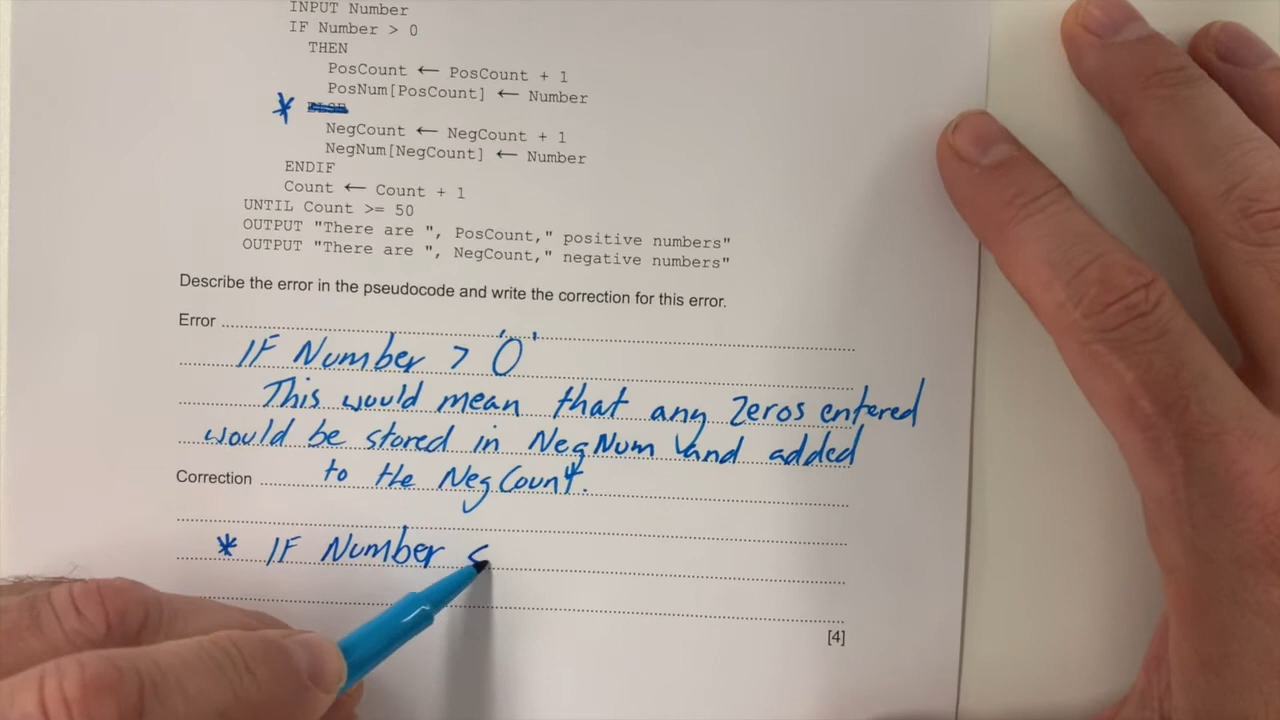 INPUT Number
IF Number > 0
THEN
PosCount ← PosCount + 1
PosNum[PosCount] ← Number
* ELSE
NegCount ← NegCount + 1
NegNum[NegCount] ← Number
ENDIF
Count ← Count + 1
UNTIL Count >= 50
OUTPUT "There are ", PosCount," positive numbers"
OUTPUT "There are ", NegCount," negative numbers"
Describe the error in the pseudocode and write the correction for this error.
Error
IF Number > '0'
This would mean that any zeros entered
would be stored in NegNum and added
to the NegCount.
Correction
* IF Number <
[4]